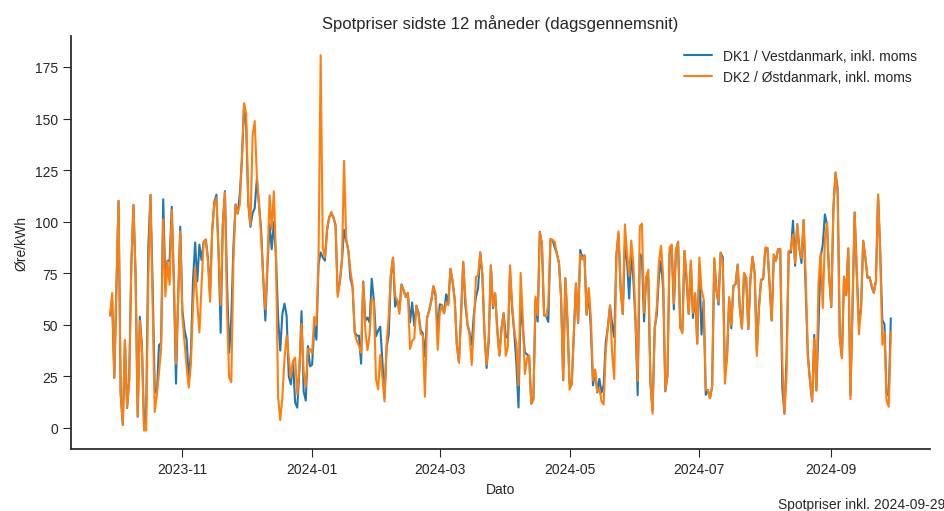 Spotpriser sidste 12 måneder (dagsgennemsnit)
DK1 / Vestdanmark, inkl. moms
DK2 / Østdanmark, inkl. moms
Øre/kWh
175
150
125
100
75
50
25
0
2023-11
2024-01
2024-03
2024-05
2024-07
2024-09
Dato
Spotpriser inkl. 2024-09-29